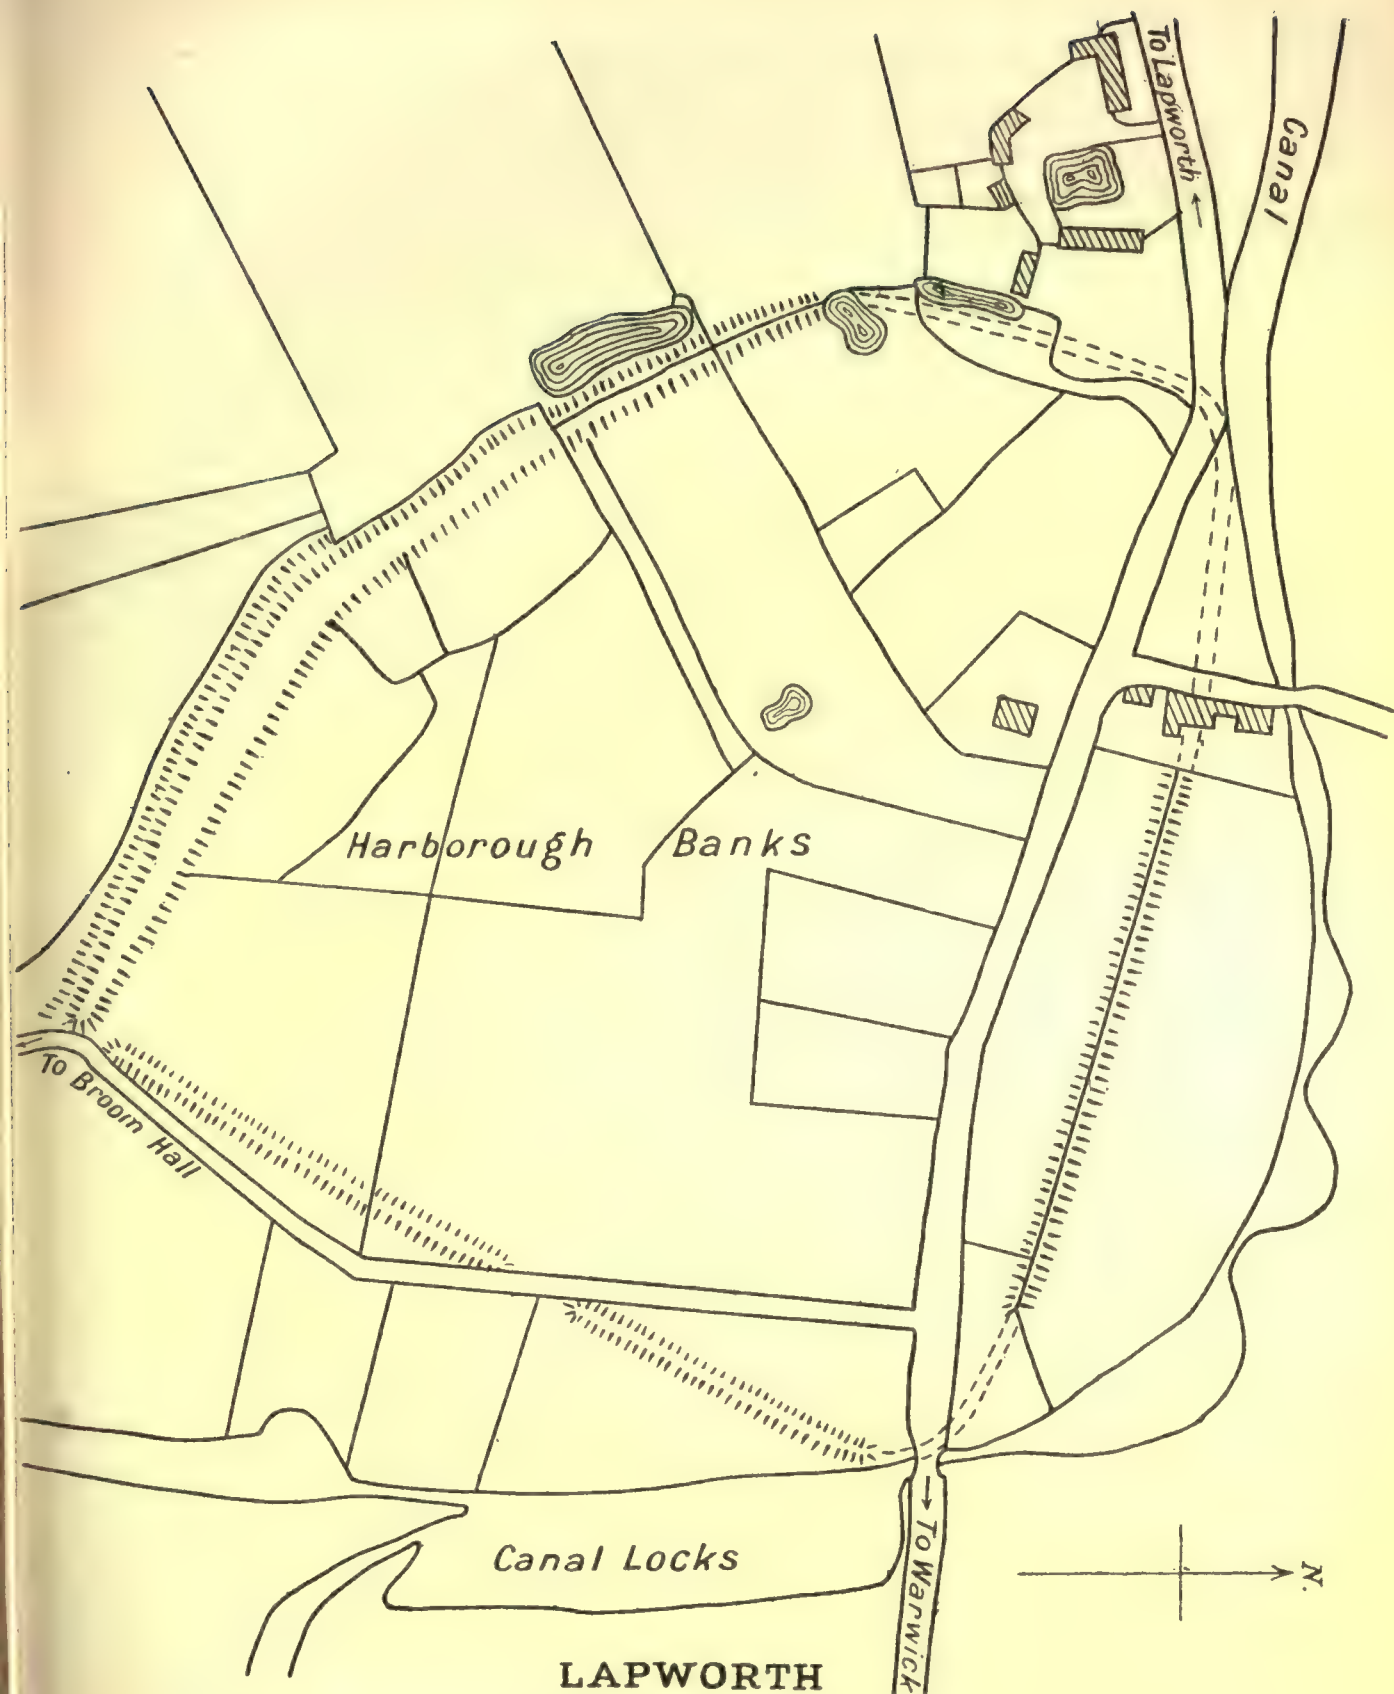 To Lapworth
Canal
Harborough Banks
To Broom Hall
Canal Locks
To Warwick
N.
LAPWORTH